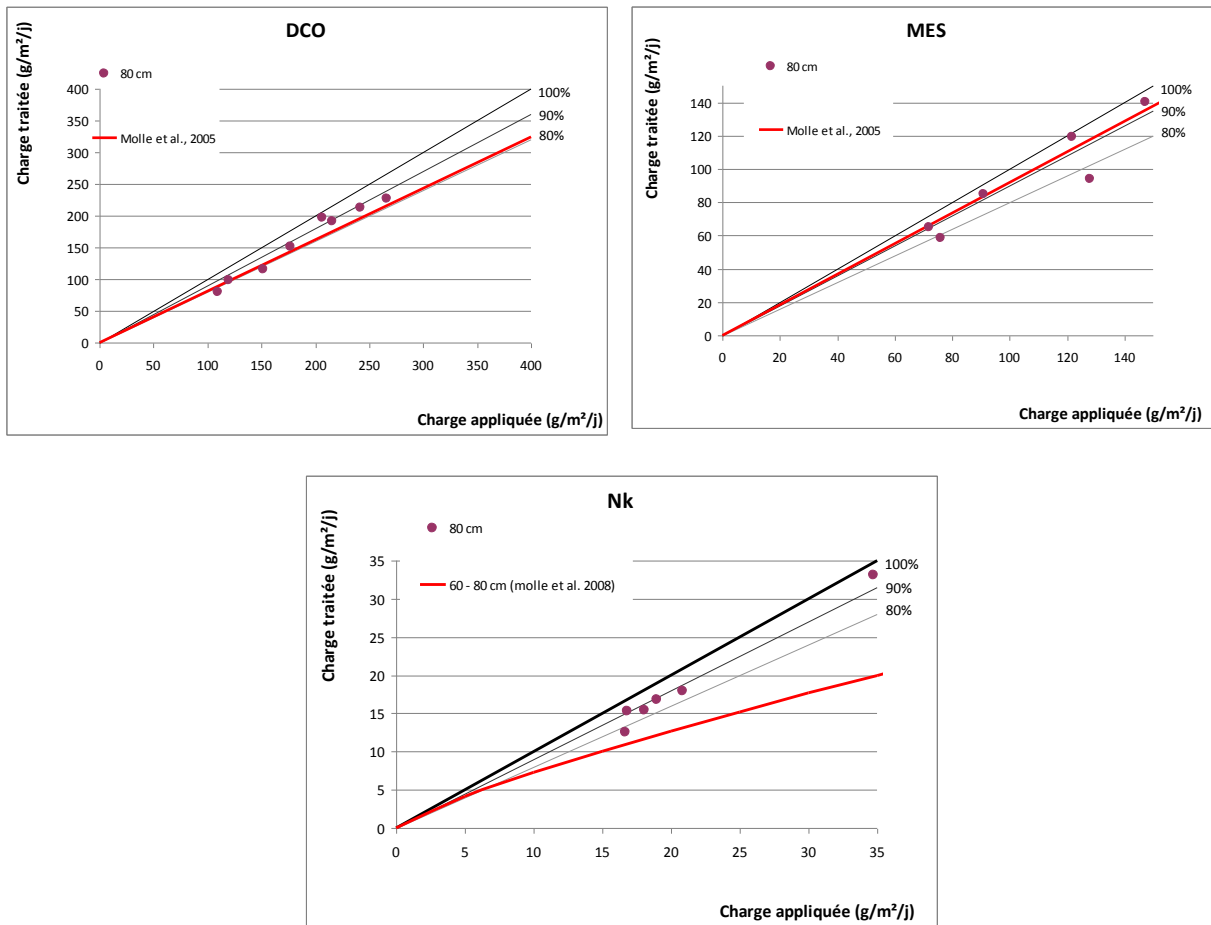 DCO
Charge traitée (g/m²/j)
80 cm
Molle et al., 2005
400
350
300
250
200
150
100
50
0
100%
90%
80%
0 50 100 150 200 250 300 350 400
Charge appliquée (g/m²/j)
MES
Charge traitée (g/m²/j)
80 cm
Molle et al., 2005
140
120
100
80
60
40
20
0
100%
90%
80%
0 20 40 60 80 100 120 140
Charge appliquée (g/m²/j)
Nk
Charge traitée (g/m²/j)
80 cm
60 - 80 cm (molle et al. 2008)
35
30
25
20
15
10
5
0
100%
90%
80%
0 5 10 15 20 25 30 35
Charge appliquée (g/m²/j)